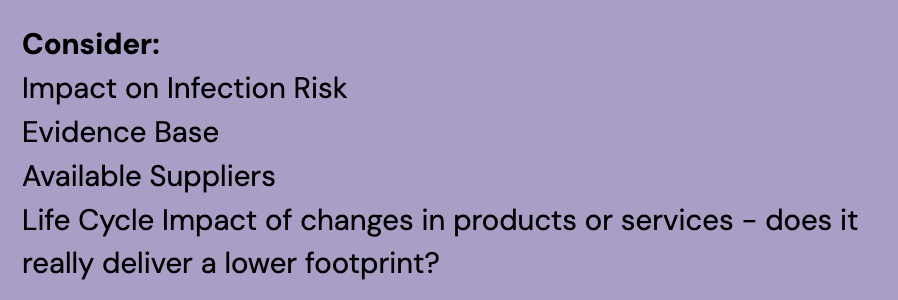 Consider:
Impact on Infection Risk
Evidence Base
Available Suppliers
Life Cycle Impact of changes in products or services – does it
really deliver a lower footprint?